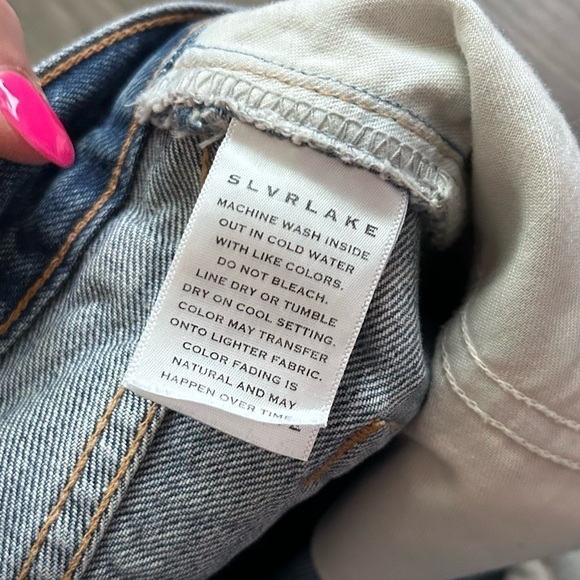 SLVRLAKE
MACHINE WASH INSIDE
OUT IN COLD WATER
WITH LIKE COLORS.
DO NOT BLEACH.
LINE DRY OR TUMBLE
DRY ON COOL SETTING.
COLOR MAY TRANSFER
ONTO LIGHTER FABRIC.
COLOR FADING IS
NATURAL AND MAY
HAPPEN OVER TIME